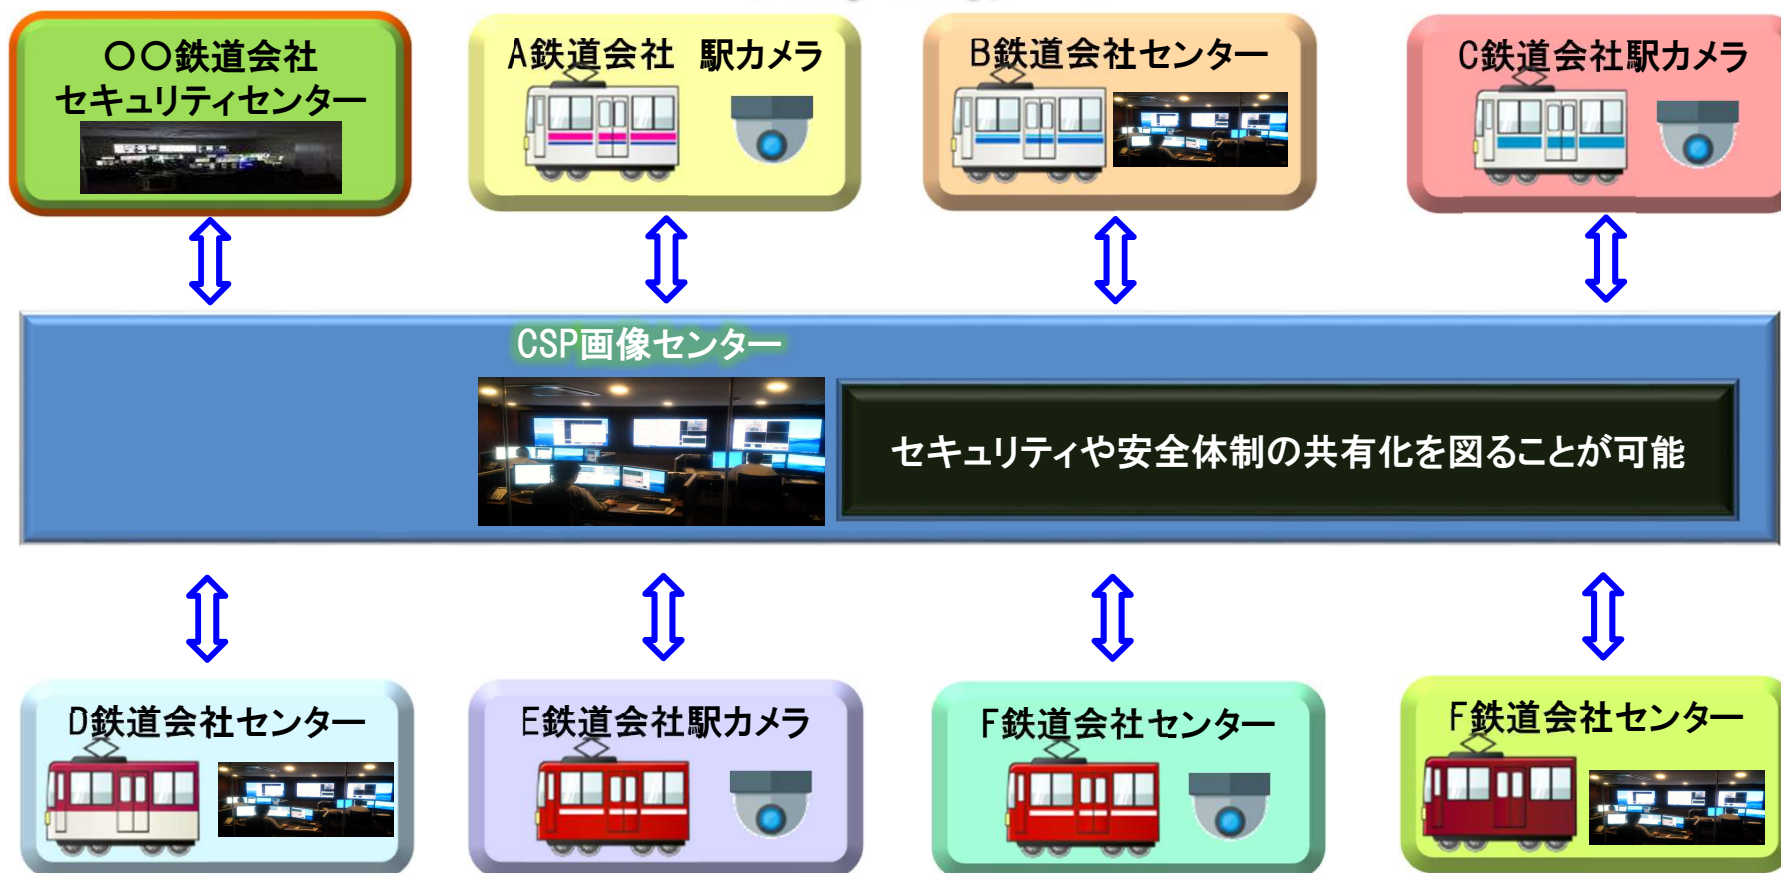 〇〇鉄道会社
セキュリティセンター
A鉄道会社 駅カメラ
B鉄道会社センター
C鉄道会社駅カメラ
CSP画像センター
セキュリティや安全体制の共有化を図ることが可能
D鉄道会社センター
E鉄道会社駅カメラ
F鉄道会社センター
F鉄道会社センター